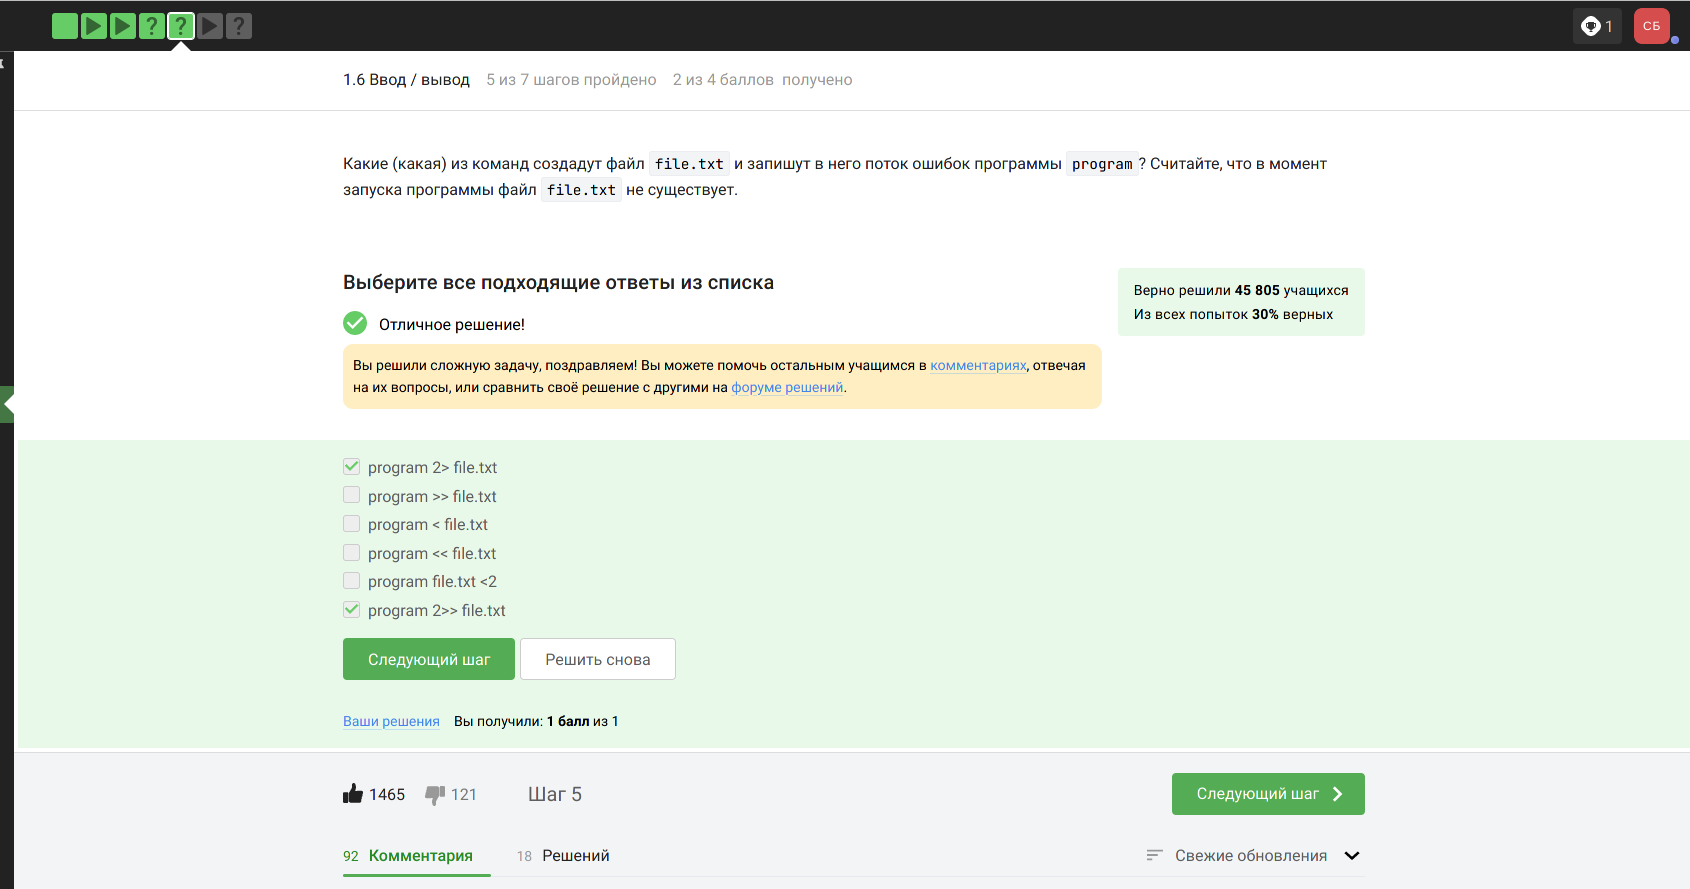 ? ? ?
1
СБ
1.6 Ввод / вывод 5 из 7 шагов пройдено 2 из 4 баллов получено
Какие (какая) из команд создадут файл file.txt и запишут в него поток ошибок программы program? Считайте, что в момент
запуска программы файл file.txt не существует.
Выберите все подходящие ответы из списка
Отличное решение!
Вы решили сложную задачу, поздравляем! Вы можете помочь остальным учащимся в комментариях, отвечая
на их вопросы, или сравнить своё решение с другими на форуме решений.
Верно решили 45 805 учащихся
Из всех попыток 30% верных
program 2> file.txt
program >> file.txt
program < file.txt
program << file.txt
program file.txt <2
program 2>> file.txt
Следующий шаг
Решить снова
Ваши решения Вы получили: 1 балл из 1
1465 121 Шаг 5
Следующий шаг
92 Комментария 18 Решений
Свежие обновления